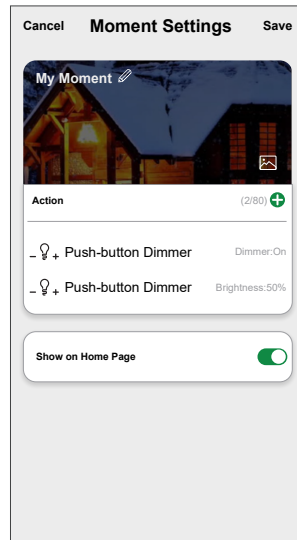 Cancel Moment Settings Save
My Moment
Action (2/80)
Push-button Dimmer Dimmer:On
Push-button Dimmer Brightness:50%
Show on Home Page